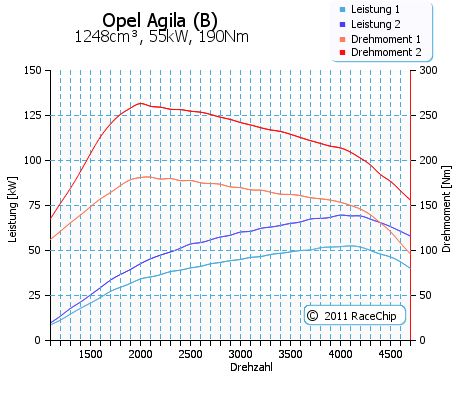 Opel Agila (B)
1248cm³, 55kW, 190Nm
Leistung 1
Leistung 2
Drehmoment 1
Drehmoment 2
150
125
100
75
50
25
0
Leistung [kW]
300
250
200
150
100
50
0
Drehmoment [Nm]
1500 2000 2500 3000 3500 4000 4500
Drehzahl
© 2011 RaceChip